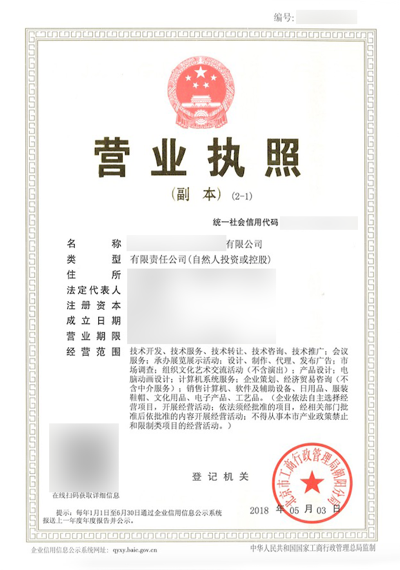 编号:
营业执照
(副 本) (2-1)
统一社会信用代码
名 称 有限公司
类 型 有限责任公司(自然人投资或控股)
住 所
法定代表人
注册资本
成立日期
营业期限
经营范围 技术开发、技术服务、技术转让、技术咨询、技术推广；会议
服务；承办展览展示活动；设计、制作、代理、发布广告；市
场调查；组织文化艺术交流活动（不含演出）；产品设计；电
脑动画设计；计算机系统服务；企业策划、经济贸易咨询（不
含中介服务）；销售计算机、软件及辅助设备、日用品、服装
鞋帽、文化用品、电子产品、工艺品。（企业依法自主选择经
营项目，开展经营活动；依法须经批准的项目，经相关部门批
准后依批准的内容开展经营活动；不得从事本市产业政策禁止
和限制类项目的经营活动。）
在线扫码获取详细信息
登记机关
北京市工商行政管理局朝阳分局
2018 年 05 月 03 日
提示：每年1月1日至6月30日通过企业信用信息公示系统
报送上一年度年度报告并公示。
企业信用信息公示系统网址：qyxy.baic.gov.cn
中华人民共和国国家工商行政管理总局监制